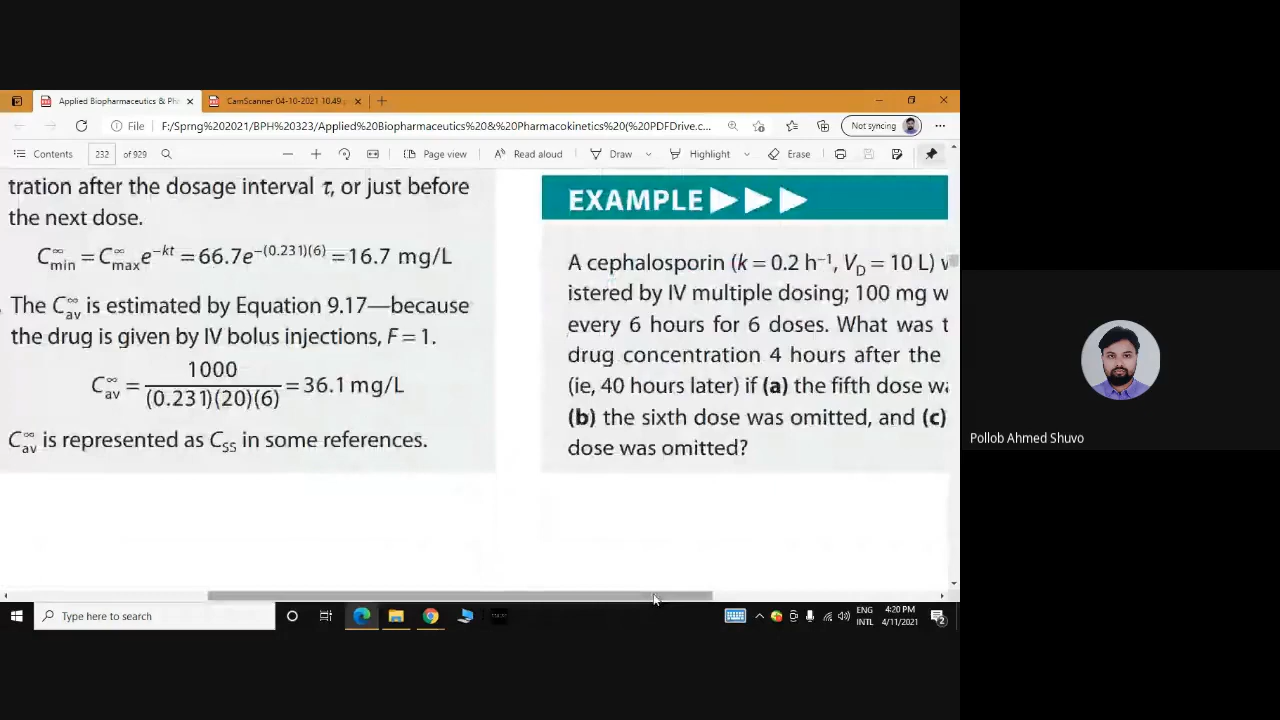 Applied Biopharmaceutics & Ph
CamScanner 04-10-2021 10.49
File
F:/Sprng%202021/BPH%20323/Applied%20Biopharmaceutics%20&%20Pharmacokinetics%20(%20PDFDrive.c...
Not syncing
Contents
232 of 929
Page view
Read aloud
Draw
Highlight
Erase
tration after the dosage interval τ, or just before
the next dose.
C∞min = C∞max e−kt = 66.7e−(0.231)(6) = 16.7 mg/L
The C∞av is estimated by Equation 9.17—because
the drug is given by IV bolus injections, F = 1.
C∞av = 1000 / (0.231)(20)(6) = 36.1 mg/L
C∞av is represented as CSS in some references.
EXAMPLE ▶▶▶
A cephalosporin (k = 0.2 h−1, VD = 10 L)
istered by IV multiple dosing; 100 mg
every 6 hours for 6 doses. What was
drug concentration 4 hours after the
(ie, 40 hours later) if (a) the fifth dose
(b) the sixth dose was omitted, and (c)
dose was omitted?
Pollob Ahmed Shuvo
Type here to search
ENG
INTL
4:20 PM
4/11/2021
2